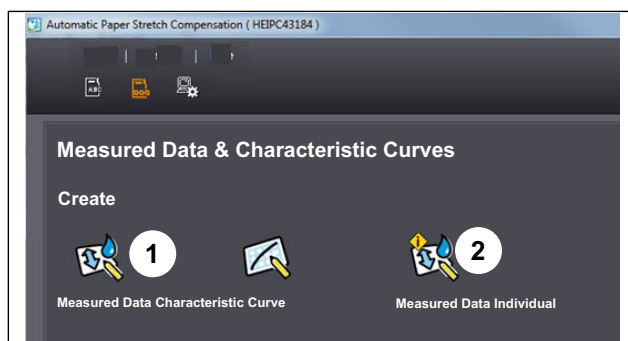 Automatic Paper Stretch Compensation ( HEIPC43184 )
ABC
Measured Data & Characteristic Curves
Create
1 2
Measured Data Characteristic Curve Measured Data Individual